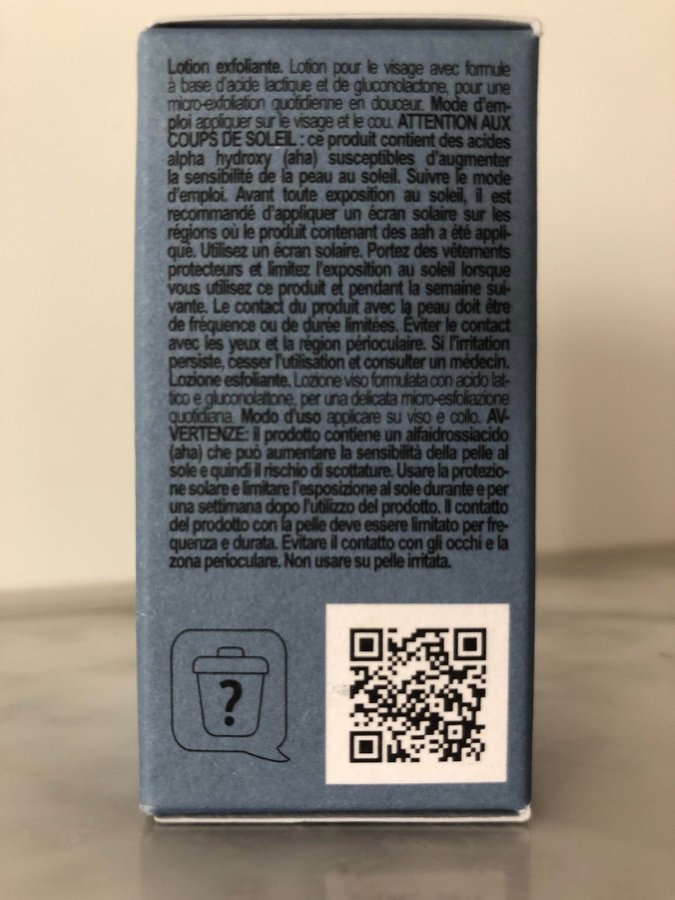 Lotion exfoliante. Lotion pour le visage avec formule
à base d'acide lactique et de gluconolactone, pour une
micro-exfoliation quotidienne en douceur. Mode d'em-
ploi appliquer sur le visage et le cou. ATTENTION AUX
COUPS DE SOLEIL : ce produit contient des acides
alpha hydroxy (aha) susceptibles d'augmenter
la sensibilité de la peau au soleil. Suivre le mode
d'emploi. Avant toute exposition au soleil, il est
recommandé d'appliquer un écran solaire sur les
régions où le produit contenant des aah a été appli-
qué. Utilisez un écran solaire. Portez des vêtements
protecteurs et limitez l'exposition au soleil lorsque
vous utilisez ce produit et pendant la semaine sui-
vante. Le contact du produit avec la peau doit être
de fréquence ou de durée limitées. Éviter le contact
avec les yeux et la région périoculaire. Si l'irritation
persiste, cesser l'utilisation et consulter un médecin.
Lozione esfoliante. Lozione viso formulata con acido lat-
tico e gluconolattone, per una delicata micro-esfoliazione
quotidiana. Modo d'uso applicare su viso e collo. AV-
VERTENZE: il prodotto contiene un alfaidrossiacido
(aha) che può aumentare la sensibilità della pelle al
sole e quindi il rischio di scottature. Usare la protezio-
ne solare e limitare l'esposizione al sole durante e per
una settimana dopo l'utilizzo del prodotto. Il contatto
del prodotto con la pelle deve essere limitato per fre-
quenza e durata. Evitare il contatto con gli occhi e la
zona perioculare. Non usare su pelle irritata.
?